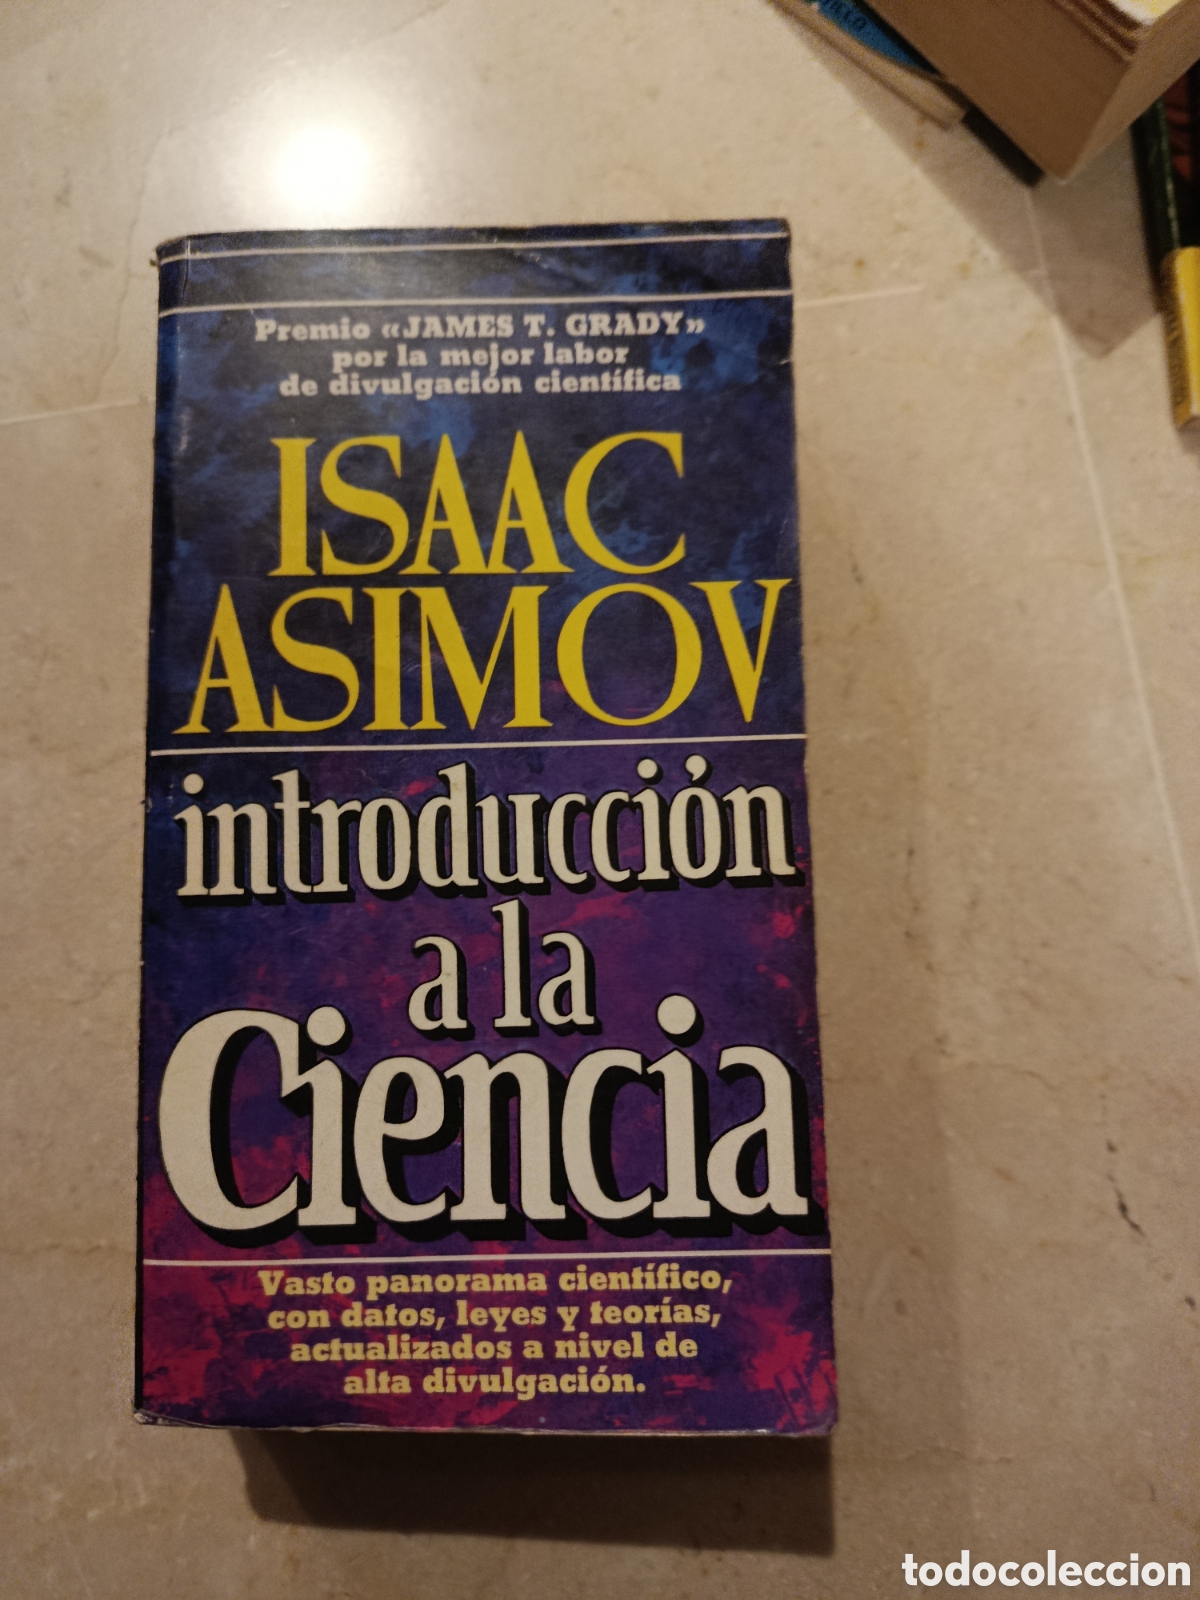 Premio «JAMES T. GRADY»
por la mejor labor
de divulgación científica
ISAAC
ASIMOV
introducción
a la
Ciencia
Vasto panorama científico,
con datos, leyes y teorías,
actualizados a nivel de
alta divulgación.
todocoleccion